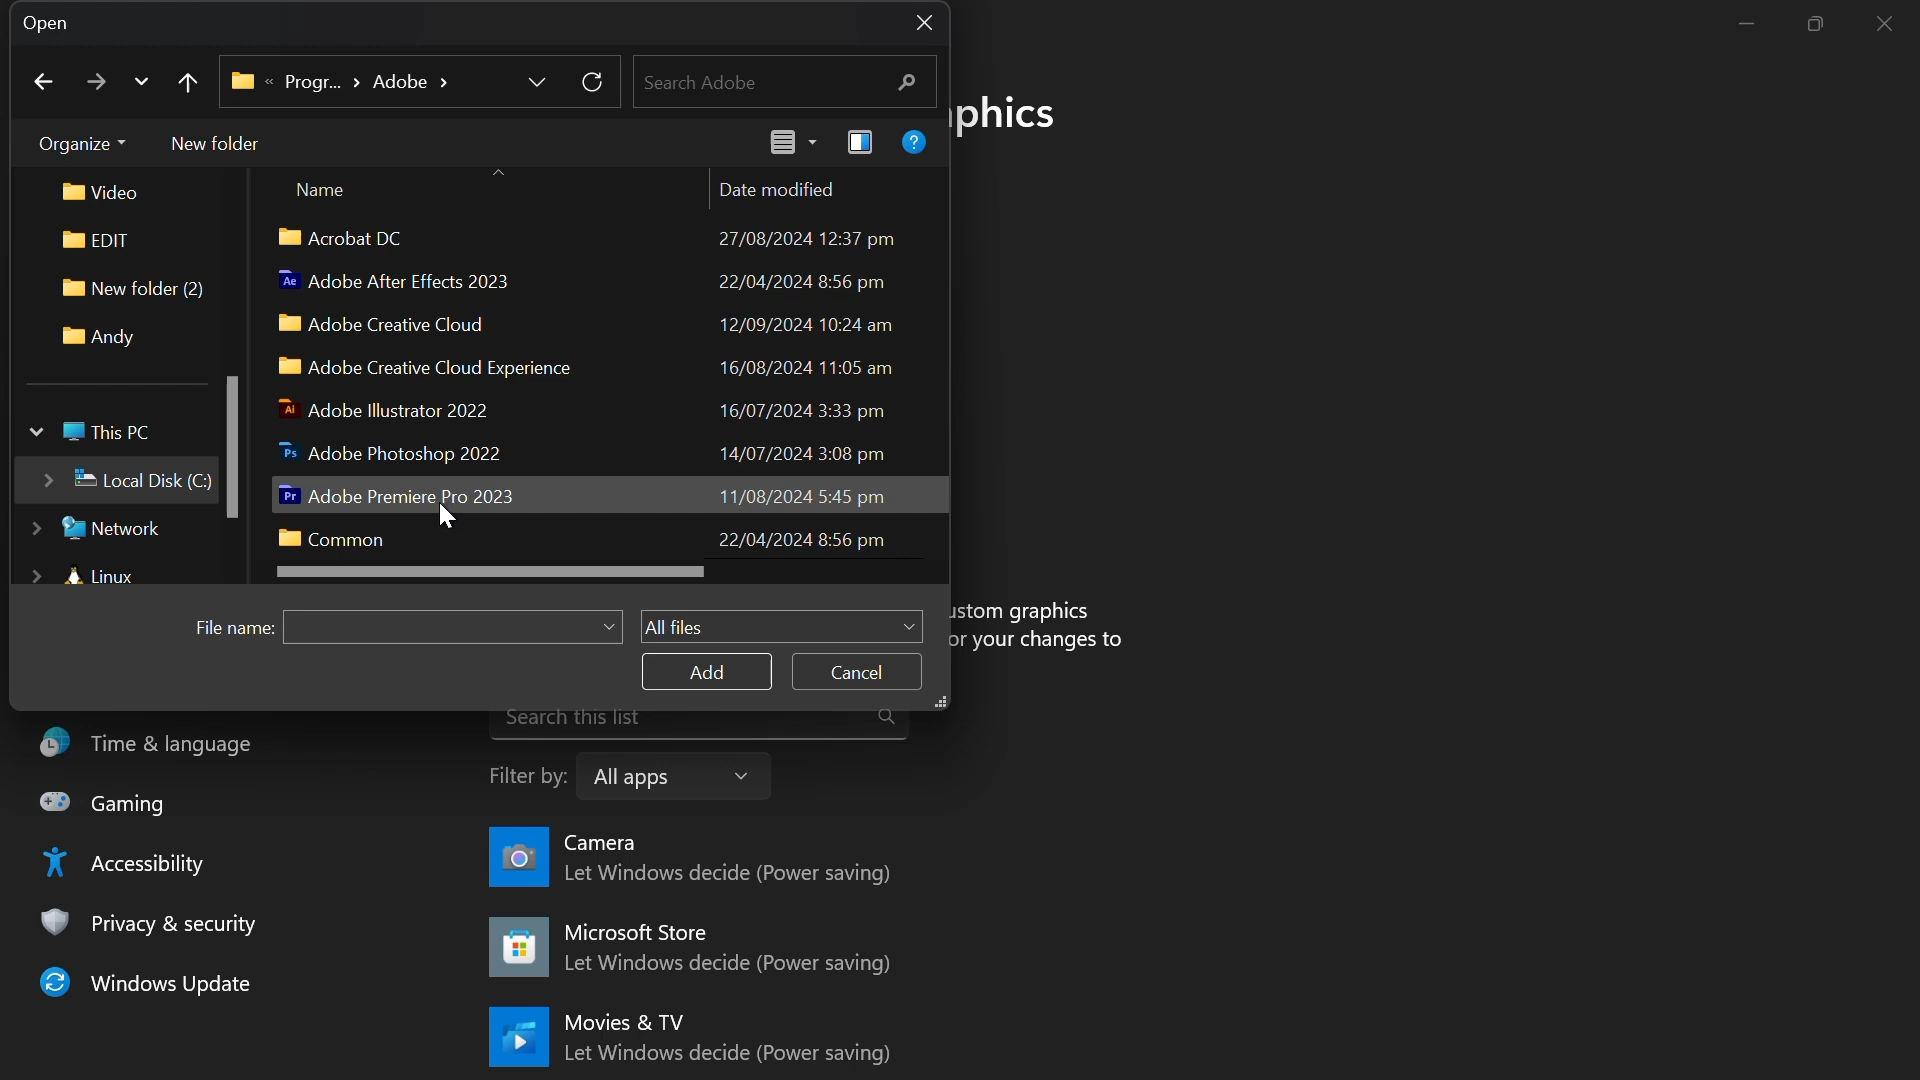 Open
« Progr... › Adobe ›
Search Adobe
Organize
New folder
?
Video
EDIT
New folder (2)
Andy
This PC
Local Disk (C:)
Network
Linux
Name
Date modified
Acrobat DC
27/08/2024 12:37 pm
Ae Adobe After Effects 2023
22/04/2024 8:56 pm
Adobe Creative Cloud
12/09/2024 10:24 am
Adobe Creative Cloud Experience
16/08/2024 11:05 am
Ai Adobe Illustrator 2022
16/07/2024 3:33 pm
Ps Adobe Photoshop 2022
14/07/2024 3:08 pm
Pr Adobe Premiere Pro 2023
11/08/2024 5:45 pm
Common
22/04/2024 8:56 pm
File name:
All files
Add
Cancel
phics
ustom graphics
or your changes to
Time & language
Gaming
Accessibility
Privacy & security
Windows Update
Search this list
Filter by: All apps
Camera
Let Windows decide (Power saving)
Microsoft Store
Let Windows decide (Power saving)
Movies & TV
Let Windows decide (Power saving)